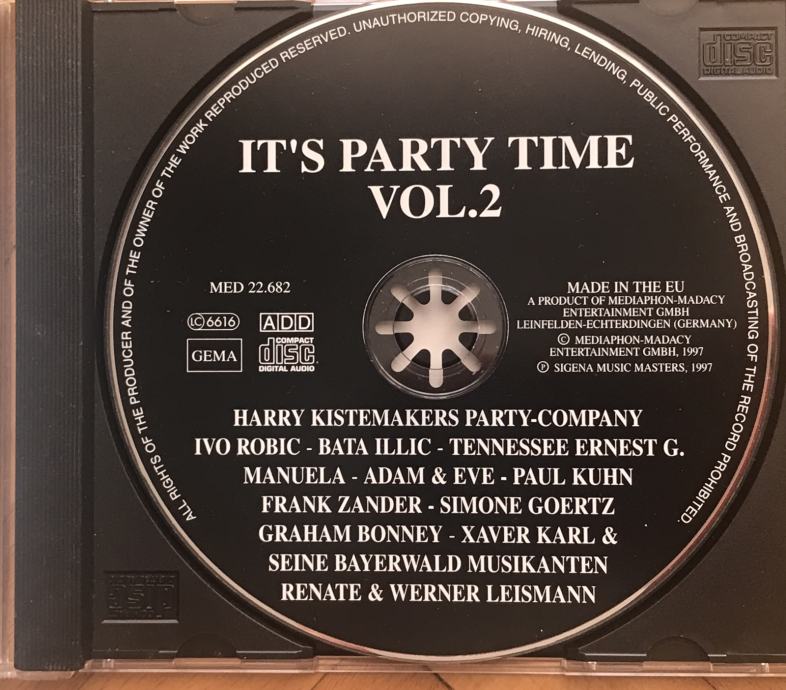 ALL RIGHTS OF THE PRODUCER AND OF THE OWNER OF THE WORK REPRODUCED RESERVED. UNAUTHORIZED COPYING, HIRING, LENDING, PUBLIC PERFORMANCE AND BROADCASTING OF THE RECORD PROHIBITED.
COMPACT
disc
DIGITAL AUDIO
IT'S PARTY TIME
VOL.2
MED 22.682
LC 6616
ADD
GEMA
COMPACT
disc
DIGITAL AUDIO
MADE IN THE EU
A PRODUCT OF MEDIAPHON-MADACY
ENTERTAINMENT GMBH
LEINFELDEN-ECHTERDINGEN (GERMANY)
© MEDIAPHON-MADACY
ENTERTAINMENT GMBH, 1997
℗ SIGENA MUSIC MASTERS, 1997
HARRY KISTEMAKERS PARTY-COMPANY
IVO ROBIC - BATA ILLIC - TENNESSEE ERNEST G.
MANUELA - ADAM & EVE - PAUL KUHN
FRANK ZANDER - SIMONE GOERTZ
GRAHAM BONNEY - XAVER KARL &
SEINE BAYERWALD MUSIKANTEN
RENATE & WERNER LEISMANN